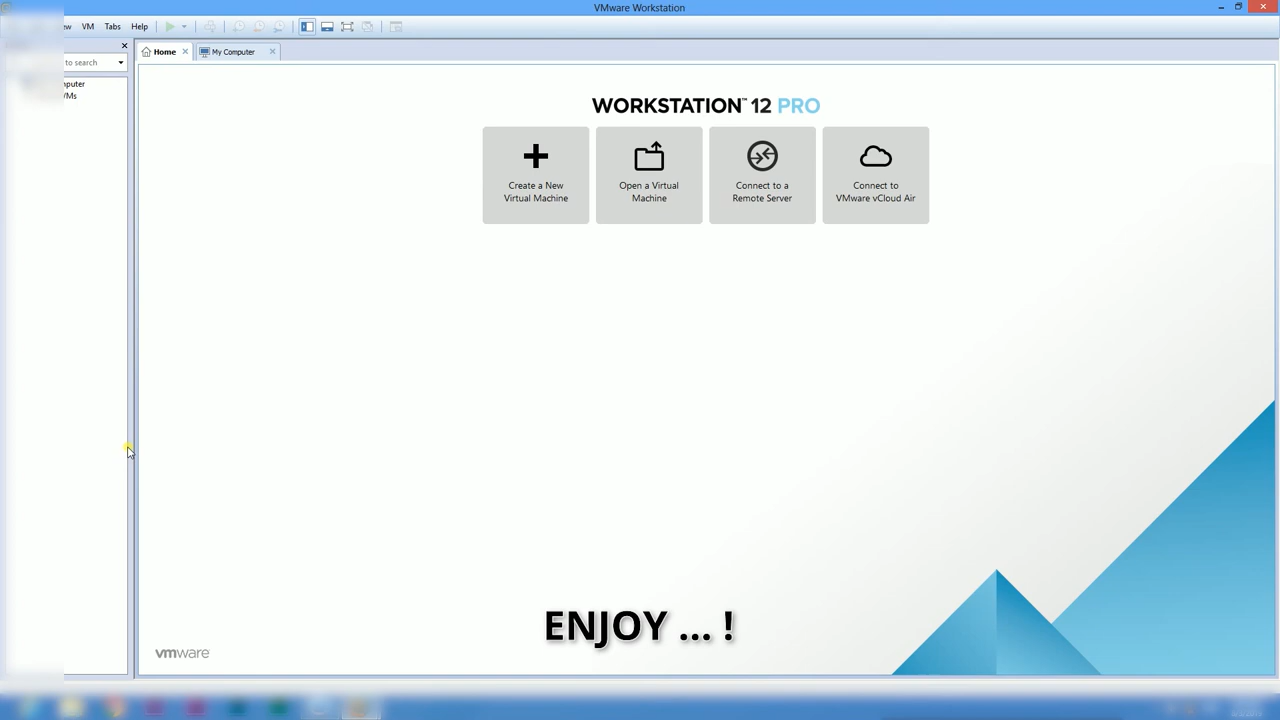 VMware Workstation
VM Tabs Help
Home My Computer
to search
WORKSTATION™ 12 PRO
Create a New
Virtual Machine
Open a Virtual
Machine
Connect to a
Remote Server
Connect to
VMware vCloud Air
ENJOY ... !
vmware